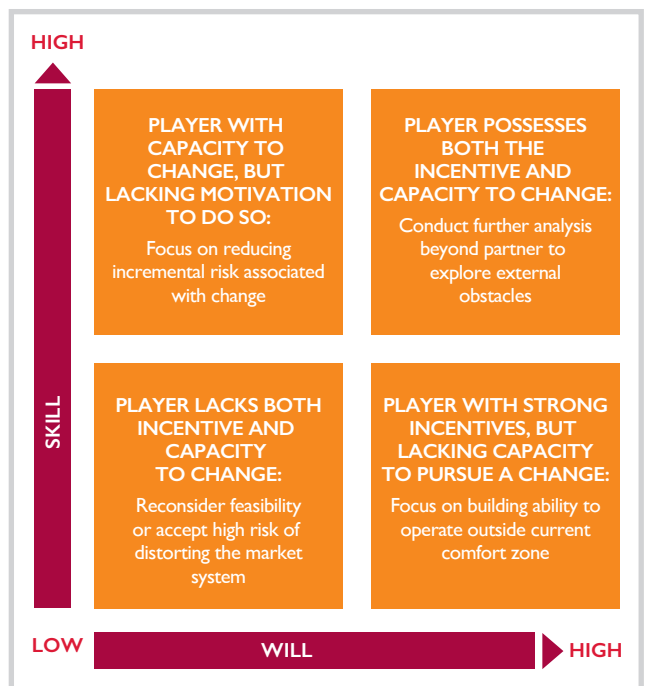 HIGH
PLAYER WITH
CAPACITY TO
CHANGE, BUT
LACKING MOTIVATION
TO DO SO:
Focus on reducing
incremental risk associated
with change
PLAYER POSSESSES
BOTH THE
INCENTIVE AND
CAPACITY TO CHANGE:
Conduct further analysis
beyond partner to
explore external
obstacles
SKILL
PLAYER LACKS BOTH
INCENTIVE AND
CAPACITY
TO CHANGE:
Reconsider feasibility
or accept high risk of
distorting the market
system
PLAYER WITH STRONG
INCENTIVES, BUT
LACKING CAPACITY
TO PURSUE A CHANGE:
Focus on building ability to
operate outside current
comfort zone
LOW
WILL
HIGH